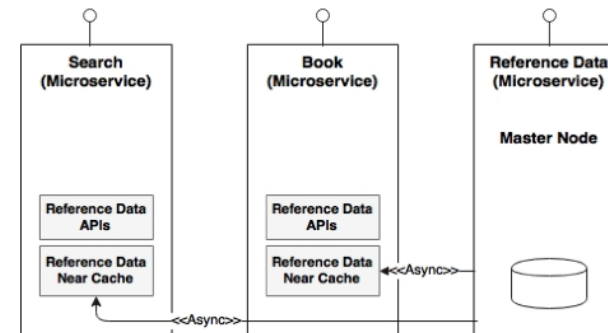 Search
(Microservice)
Reference Data
APIs
Reference Data
Near Cache
Book
(Microservice)
Reference Data
APIs
Reference Data
Near Cache
Reference Data
(Microservice)
Master Node
<<Async>>
<<Async>>